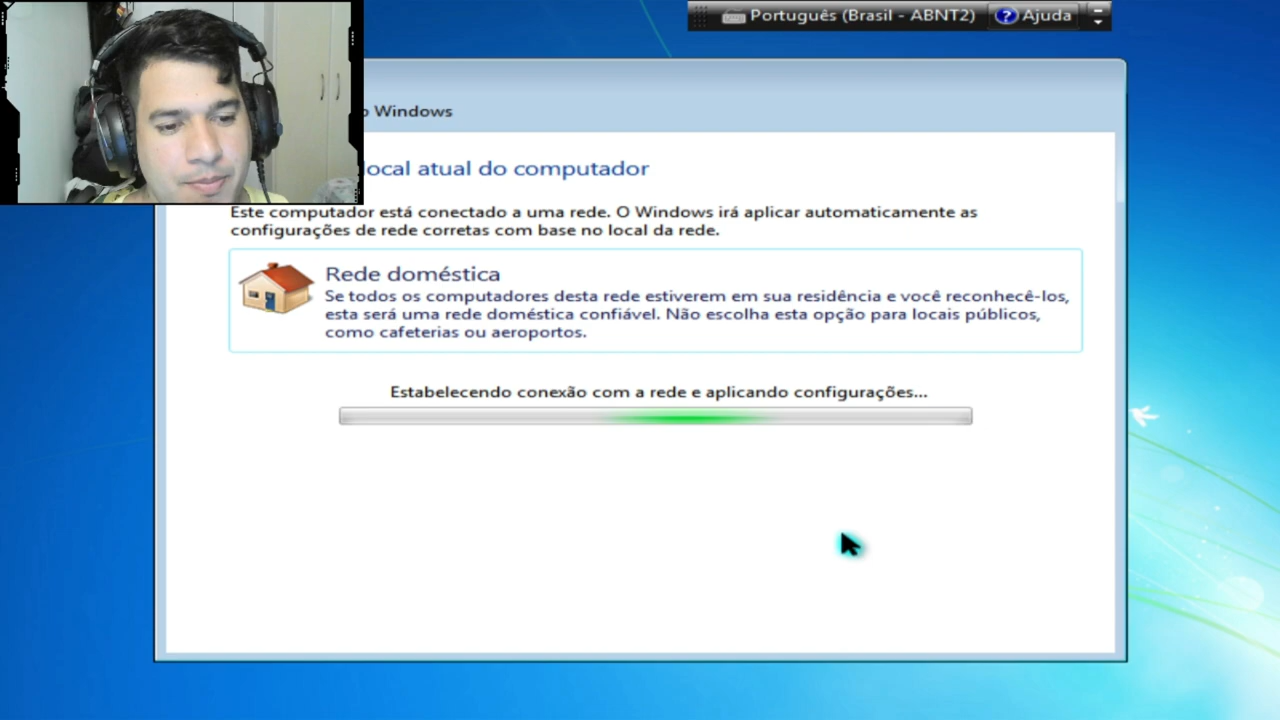 Português (Brasil - ABNT2) Ajuda
Windows
local atual do computador
Este computador está conectado a uma rede. O Windows irá aplicar automaticamente as
configurações de rede corretas com base no local da rede.
Rede doméstica
Se todos os computadores desta rede estiverem em sua residência e você reconhecê-los,
esta será uma rede doméstica confiável. Não escolha esta opção para locais públicos,
como cafeterias ou aeroportos.
Estabelecendo conexão com a rede e aplicando configurações...